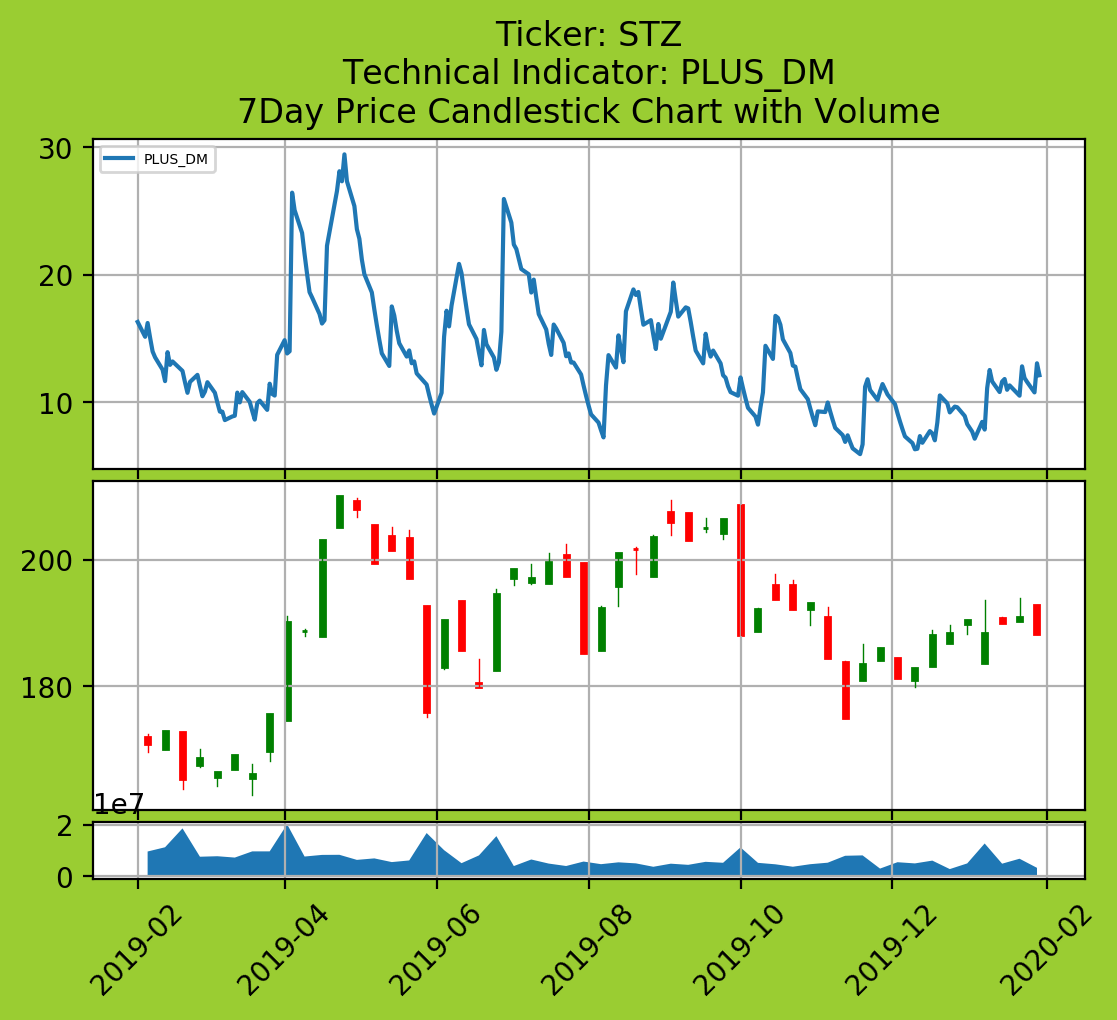 Ticker: STZ
Technical Indicator: PLUS_DM
7Day Price Candlestick Chart with Volume
30
PLUS_DM
20
10
200
180
1e7
2
0
2019-02
2019-04
2019-06
2019-08
2019-10
2019-12
2020-02